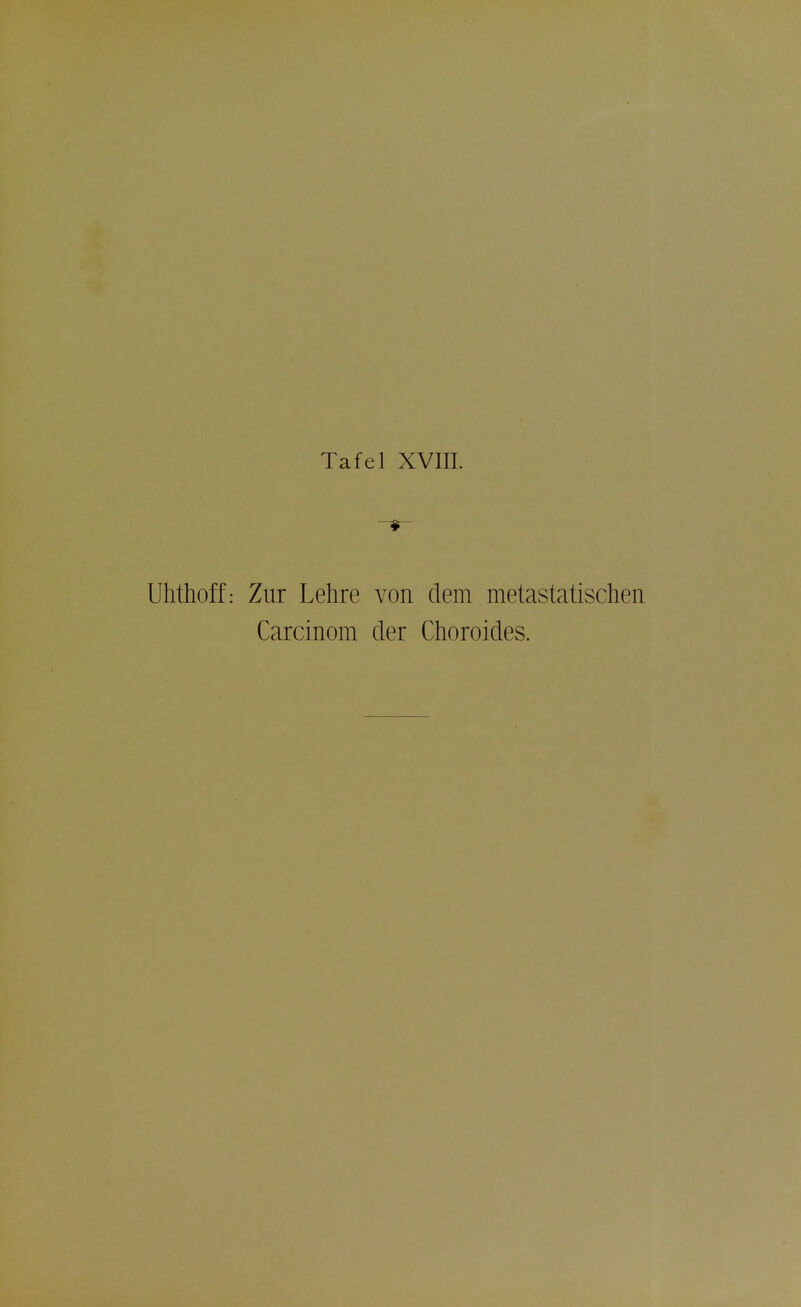 Tafel XVIII.
Uhthoff: Zur Lehre von dem metastatischen
Carcinom der Choroides.